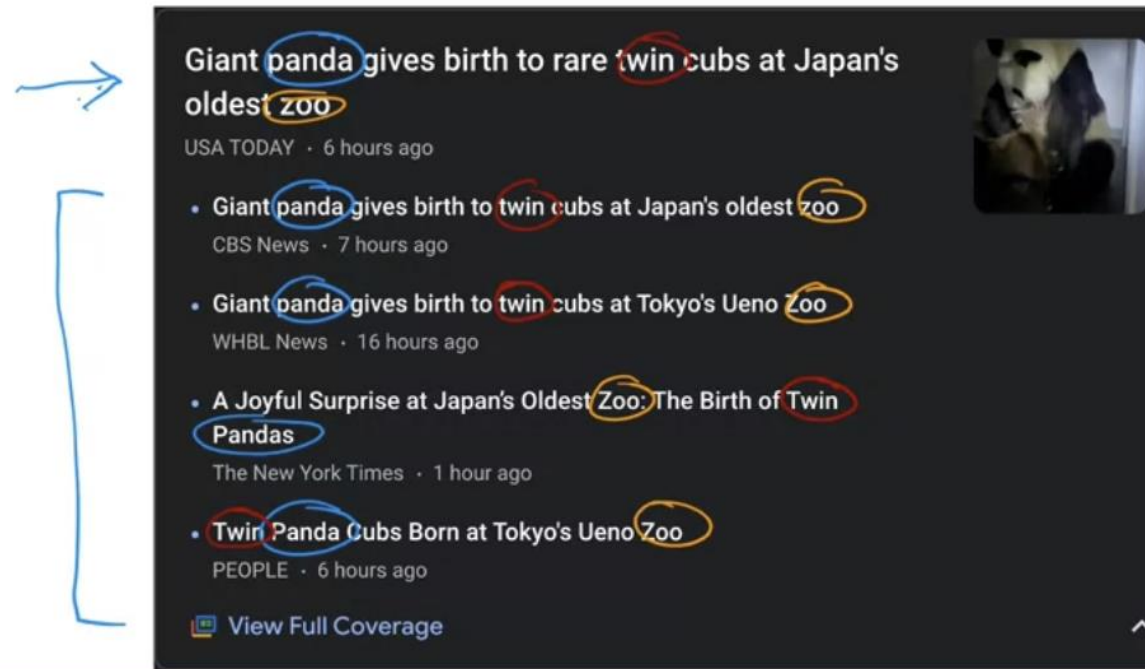 Giant panda gives birth to rare twin cubs at Japan's
oldest zoo
USA TODAY · 6 hours ago
• Giant panda gives birth to twin cubs at Japan's oldest zoo
CBS News · 7 hours ago
• Giant panda gives birth to twin cubs at Tokyo's Ueno Zoo
WHBL News · 16 hours ago
• A Joyful Surprise at Japan's Oldest Zoo: The Birth of Twin
Pandas
The New York Times · 1 hour ago
• Twin Panda Cubs Born at Tokyo's Ueno Zoo
PEOPLE · 6 hours ago
View Full Coverage